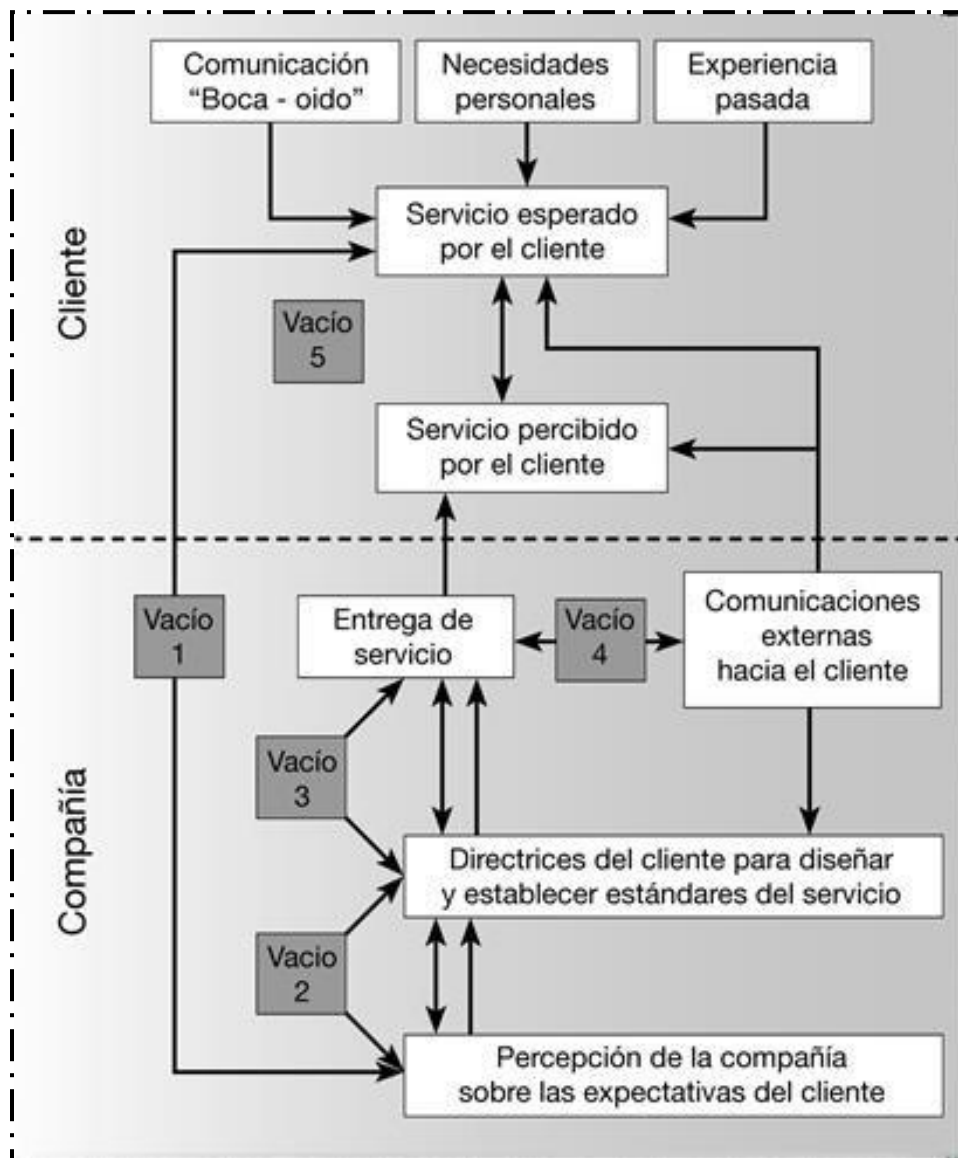 Comunicación
“Boca - oido”
Necesidades
personales
Experiencia
pasada
Servicio esperado
por el cliente
Cliente
Vacío
5
Servicio percibido
por el cliente
Vacío
1
Entrega de
servicio
Vacío
4
Comunicaciones
externas
hacia el cliente
Compañía
Vacío
3
Directrices del cliente para diseñar
y establecer estándares del servicio
Vacio
2
Percepción de la compañía
sobre las expectativas del cliente